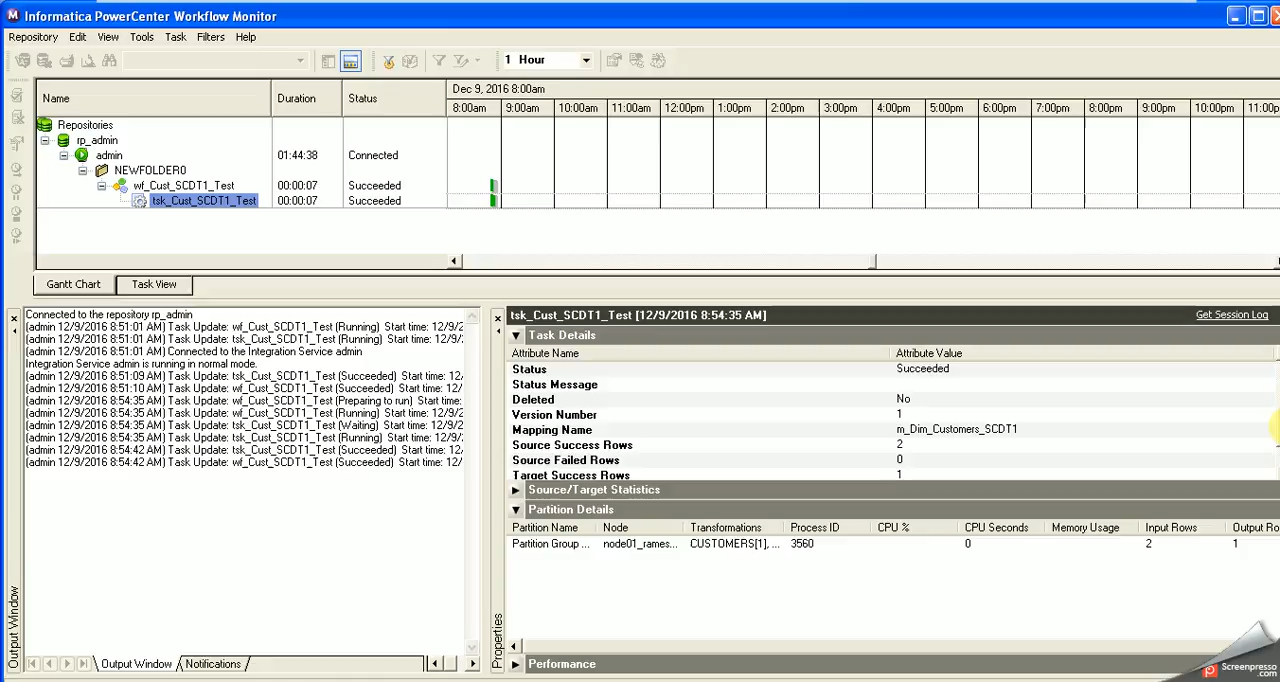 Informatica PowerCenter Workflow Monitor
Repository Edit View Tools Task Filters Help
1 Hour
Name Duration Status Dec 9, 2016 8:00am
8:00am 9:00am 10:00am 11:00am 12:00pm 1:00pm 2:00pm 3:00pm 4:00pm 5:00pm 6:00pm 7:00pm 8:00pm 9:00pm 10:00pm 11:00p
Repositories
rp_admin
admin 01:44:38 Connected
NEWFOLDER0
wf_Cust_SCDT1_Test 00:00:07 Succeeded
tsk_Cust_SCDT1_Test 00:00:07 Succeeded
Gantt Chart Task View
Connected to the repository rp_admin
(admin 12/9/2016 8:51:01 AM) Task Update: wf_Cust_SCDT1_Test (Running) Start time: 12/9/2
(admin 12/9/2016 8:51:01 AM) Task Update: tsk_Cust_SCDT1_Test (Running) Start time: 12/9/
(admin 12/9/2016 8:51:01 AM) Connected to the Integration Service admin
Integration Service admin is running in normal mode.
(admin 12/9/2016 8:51:09 AM) Task Update: tsk_Cust_SCDT1_Test (Succeeded) Start time: 12
(admin 12/9/2016 8:51:10 AM) Task Update: wf_Cust_SCDT1_Test (Succeeded) Start time: 12/
(admin 12/9/2016 8:54:35 AM) Task Update: wf_Cust_SCDT1_Test (Preparing to run) Start time:
(admin 12/9/2016 8:54:35 AM) Task Update: wf_Cust_SCDT1_Test (Running) Start time: 12/9/2
(admin 12/9/2016 8:54:35 AM) Task Update: tsk_Cust_SCDT1_Test (Waiting) Start time: 12/9/2
(admin 12/9/2016 8:54:35 AM) Task Update: tsk_Cust_SCDT1_Test (Running) Start time: 12/9/
(admin 12/9/2016 8:54:42 AM) Task Update: tsk_Cust_SCDT1_Test (Succeeded) Start time: 12/
(admin 12/9/2016 8:54:42 AM) Task Update: wf_Cust_SCDT1_Test (Succeeded) Start time: 12/
Output Window
Output Window Notifications
Properties
tsk_Cust_SCDT1_Test [12/9/2016 8:54:35 AM] Get Session Log
Task Details
Attribute Name Attribute Value
Status Succeeded
Status Message
Deleted No
Version Number 1
Mapping Name m_Dim_Customers_SCDT1
Source Success Rows 2
Source Failed Rows 0
Target Success Rows 1
Source/Target Statistics
Partition Details
Partition Name Node Transformations Process ID CPU % CPU Seconds Memory Usage Input Rows Output Ro
Partition Group ... node01_rames... CUSTOMERS[1], ... 3560 0 2 1
Performance
Screenpresso
.com